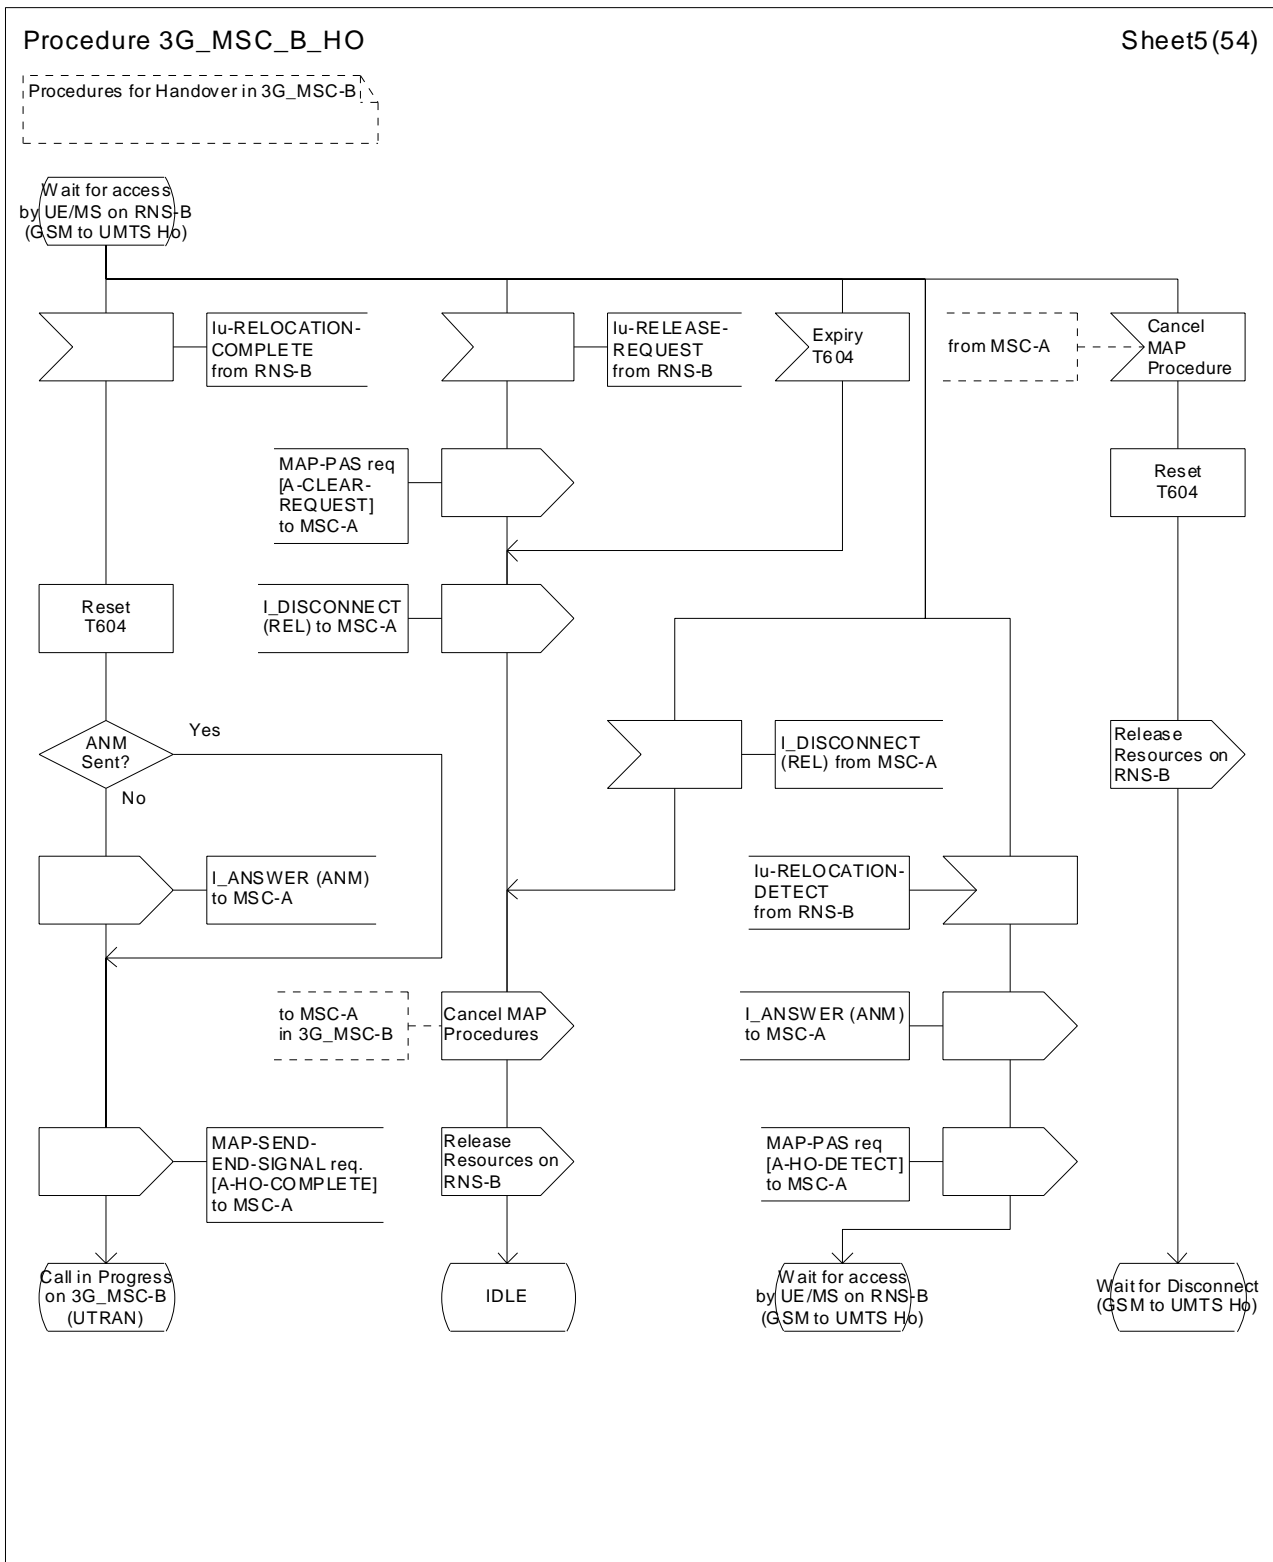 Procedure 3G_MSC_B_HO
Sheet5(54)
Procedures for Handover in 3G_MSC-B
Wait for access
by UE/MS on RNS-B
(GSM to UMTS Ho)
Iu-RELOCATION-
COMPLETE
from RNS-B
Iu-RELEASE-
REQUEST
from RNS-B
Expiry
T604
from MSC-A
Cancel
MAP
Procedure
MAP-PAS req
[A-CLEAR-
REQUEST]
to MSC-A
Reset
T604
Reset
T604
I_DISCONNECT
(REL) to MSC-A
ANM
Sent?
Yes
No
I_DISCONNECT
(REL) from MSC-A
Release
Resources on
RNS-B
I_ANSWER (ANM)
to MSC-A
Iu-RELOCATION-
DETECT
from RNS-B
to MSC-A
in 3G_MSC-B
Cancel MAP
Procedures
I_ANSWER (ANM)
to MSC-A
MAP-SEND-
END-SIGNAL req.
[A-HO-COMPLETE]
to MSC-A
Release
Resources on
RNS-B
MAP-PAS req
[A-HO-DETECT]
to MSC-A
Call in Progress
on 3G_MSC-B
(UTRAN)
IDLE
Wait for access
by UE/MS on RNS-B
(GSM to UMTS Ho)
Wait for Disconnect
(GSM to UMTS Ho)